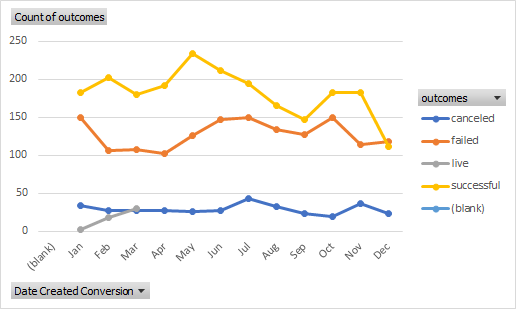 Count of outcomes
250
200
150
100
50
0
(blank)
Jan
Feb
Mar
Apr
May
Jun
Jul
Aug
Sep
Oct
Nov
Dec
outcomes
canceled
failed
live
successful
(blank)
Date Created Conversion